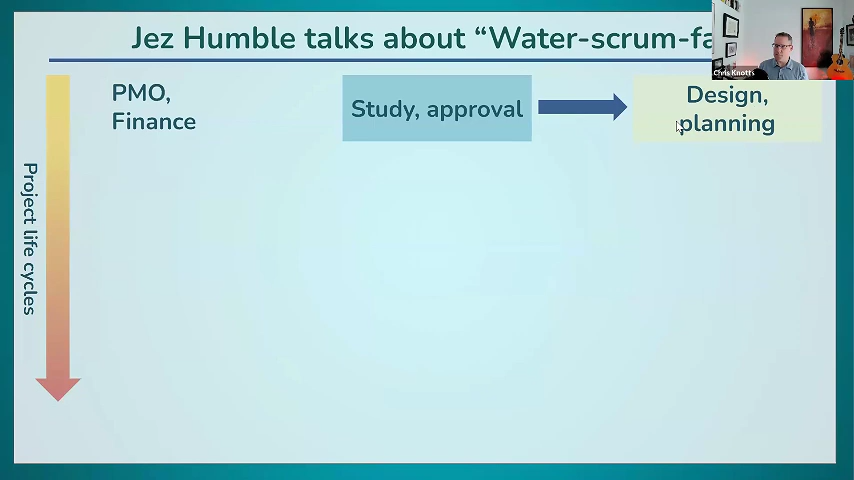 Jez Humble talks about “Water-scrum-fa
Chris Knotts
PMO,
Finance
Study, approval
Design,
planning
Project life cycles